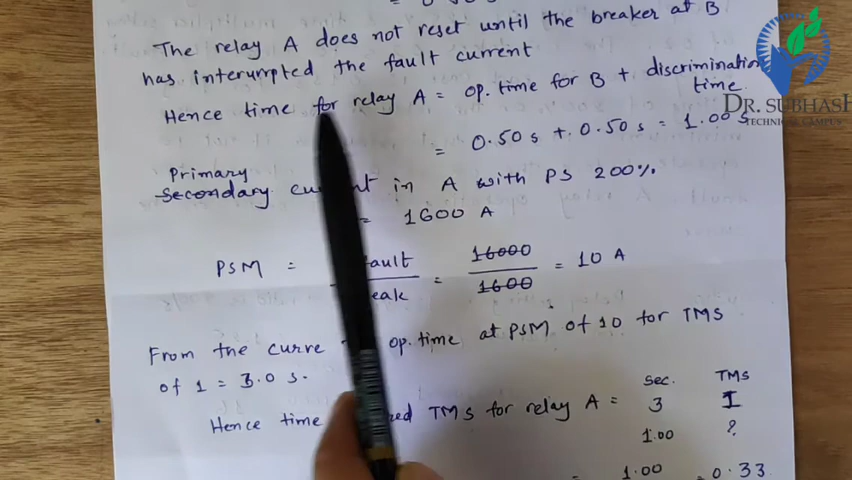 The relay A does not reset until the breaker at B
has interrupted the fault current
Hence time for relay A = op. time for B + discrimination
time.
= 0.50 s + 0.50 s = 1.00 s
DR. SUBHASH
TECHNICAL CAMPUS
Primary
Secondary current in A with PS 200%.
= 1600 A
PSM = fault / peak = 16000 / 1600 = 10 A
From the curve op. time at PSM of 10 for TMS
of 1 = 3.0 s.
Sec. TMS
Hence time TMS for relay A = 3 1
1.00 ?
1.00 0.33